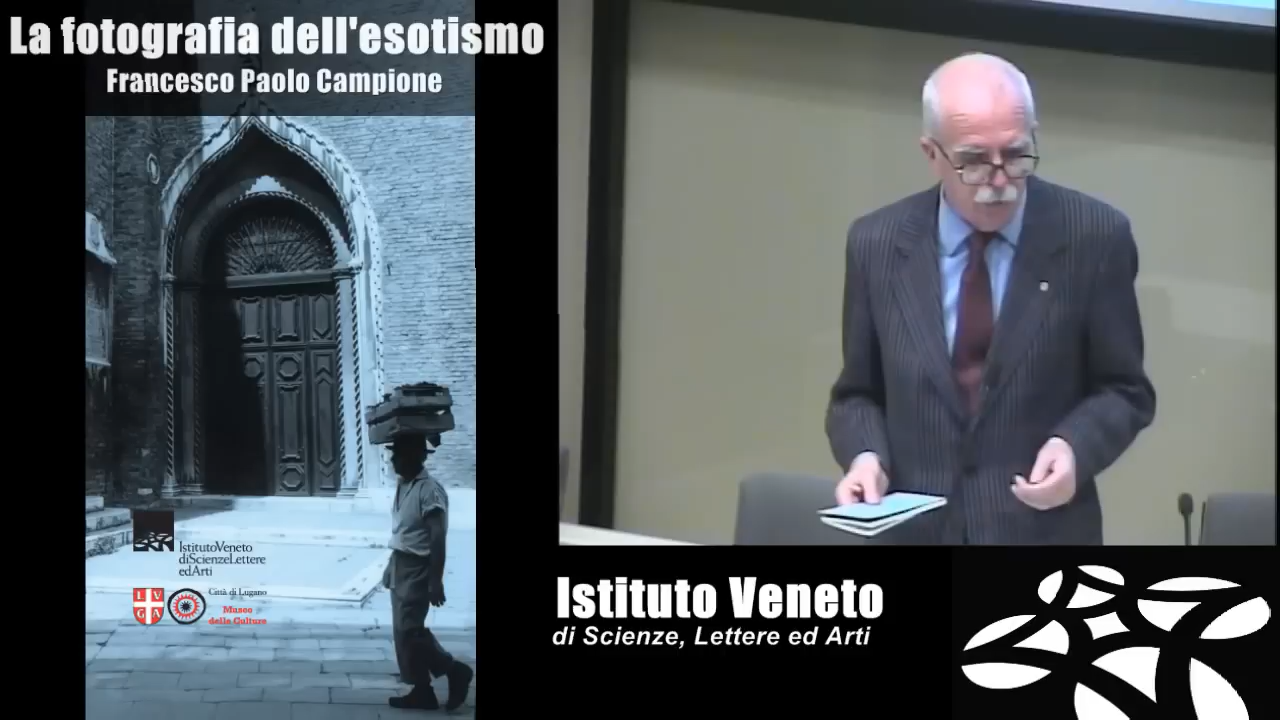 La fotografia dell'esotismo
Francesco Paolo Campione
IstitutoVeneto
diScienzeLettere
edArti
LVGA
Città di Lugano
Museo
delle Culture
Istituto Veneto
di Scienze, Lettere ed Arti